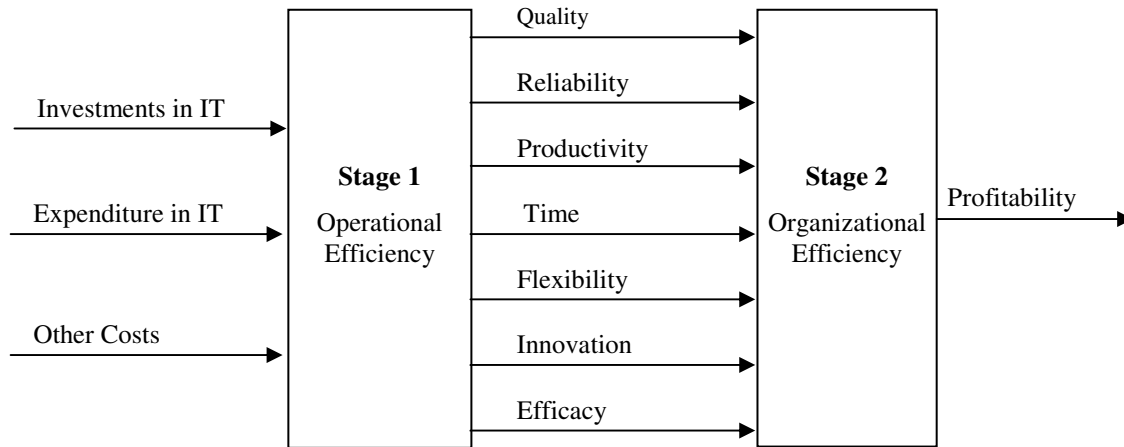 Investments in IT
Expenditure in IT
Other Costs
Stage 1
Operational
Efficiency
Quality
Reliability
Productivity
Time
Flexibility
Innovation
Efficacy
Stage 2
Organizational
Efficiency
Profitability